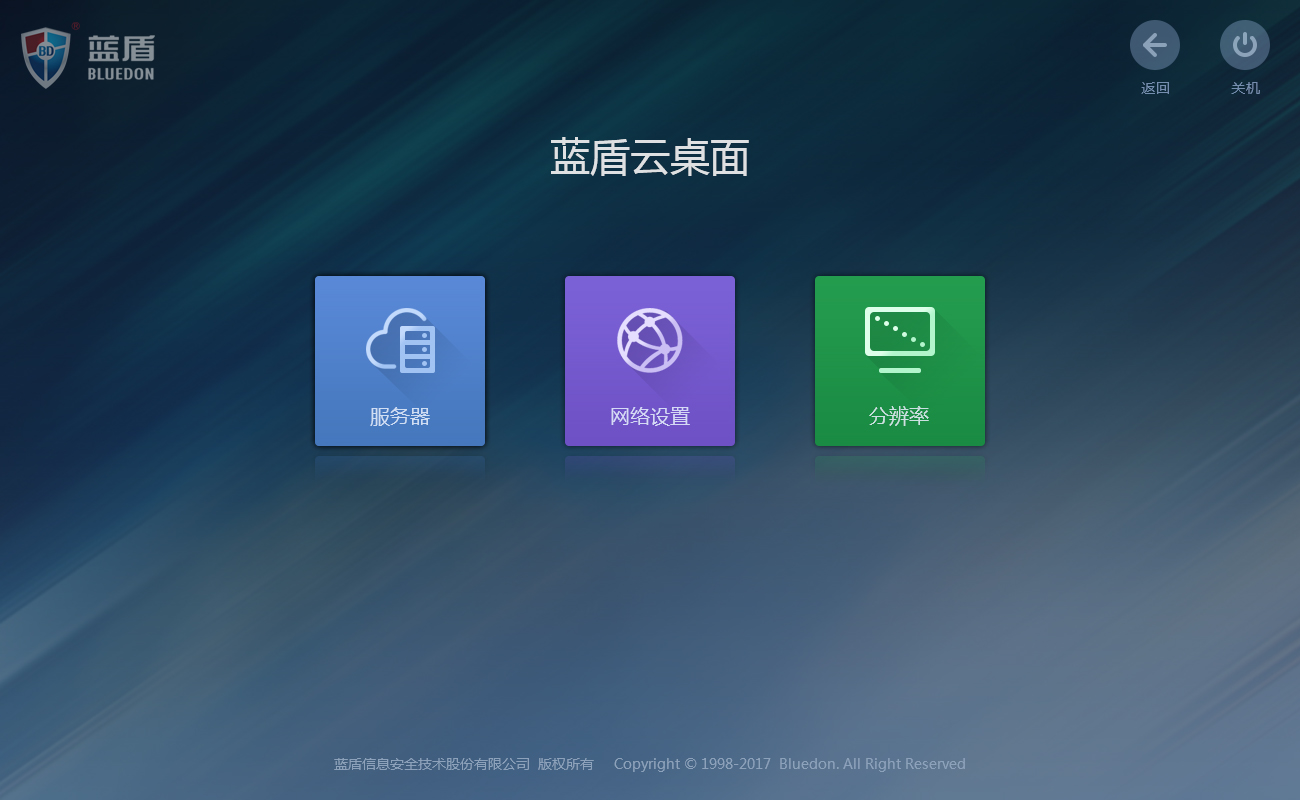 BD
®
蓝盾
BLUEDON
返回
关机
蓝盾云桌面
服务器
网络设置
分辨率
蓝盾信息安全技术股份有限公司 版权所有 Copyright © 1998-2017 Bluedon. All Right Reserved